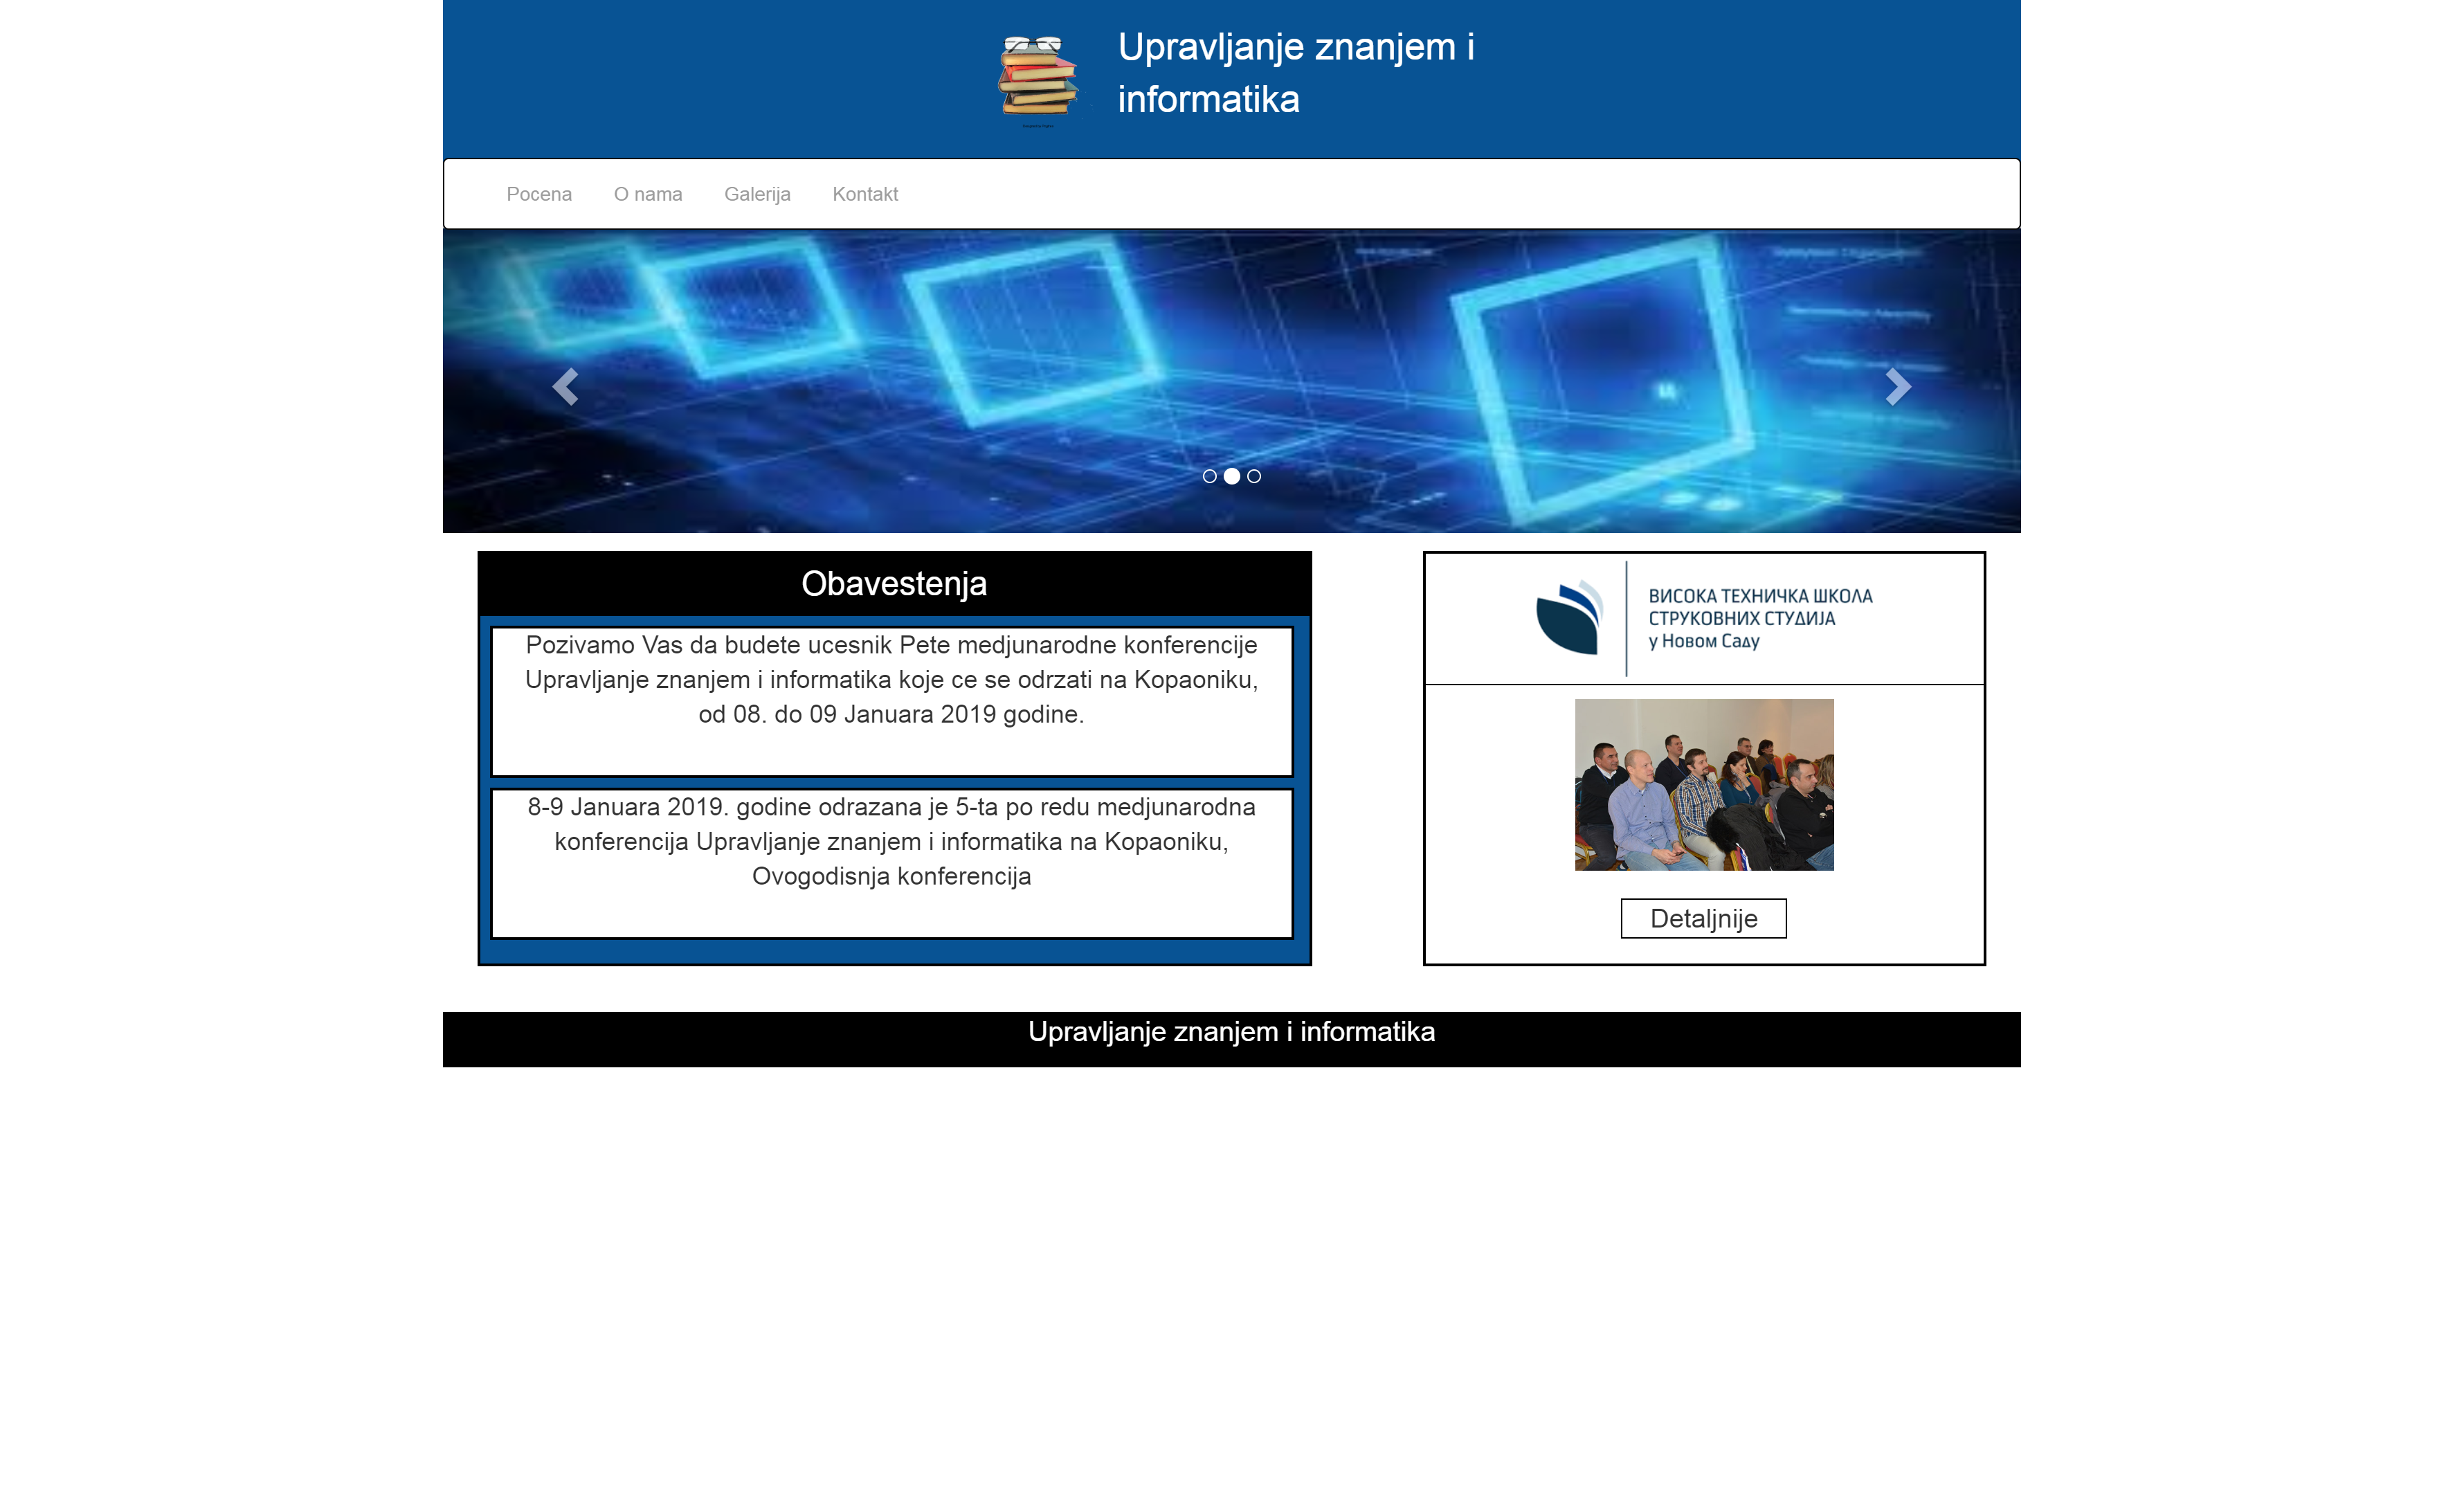 Upravljanje znanjem i
informatika
Pocena
O nama
Galerija
Kontakt
Obavestenja
Pozivamo Vas da budete ucesnik Pete medjunarodne konferencije
Upravljanje znanjem i informatika koje ce se odrzati na Kopaoniku,
od 08. do 09 Januara 2019 godine.
8-9 Januara 2019. godine odrazana je 5-ta po redu medjunarodna
konferencija Upravljanje znanjem i informatika na Kopaoniku,
Ovogodisnja konferencija
ВИСОКА ТЕХНИЧКА ШКОЛА
СТРУКОВНИХ СТУДИЈА
у Новом Саду
Detaljnije
Upravljanje znanjem i informatika